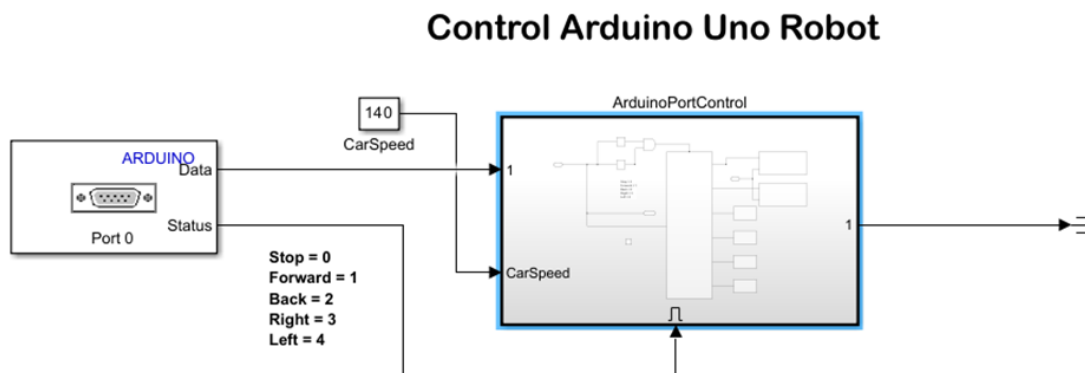 Control Arduino Uno Robot
ArduinoPortControl
140
CarSpeed
ARDUINO
Data
1
Port 0
Status
1
CarSpeed
Stop = 0
Forward = 1
Back = 2
Right = 3
Left = 4